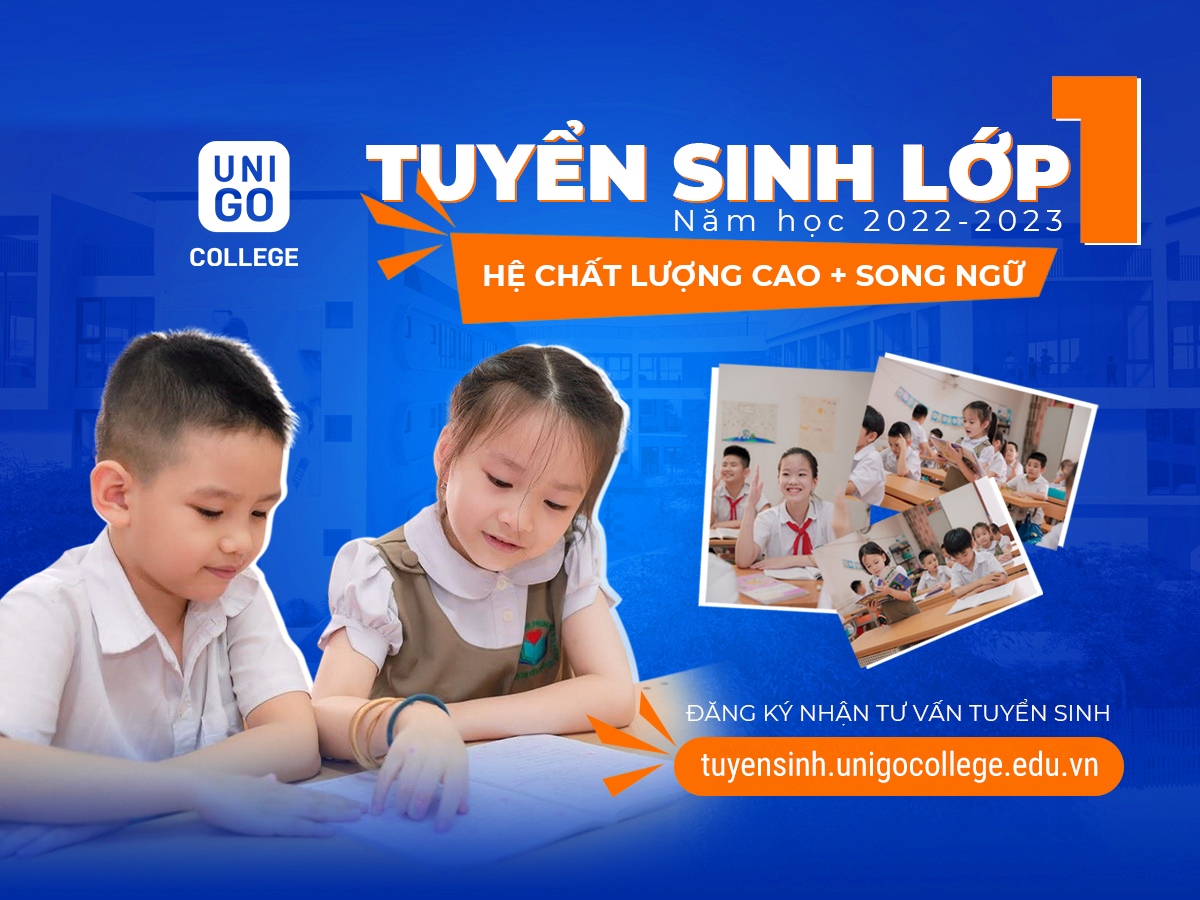 UNI
GO
COLLEGE
TUYỂN SINH LỚP 1
Năm học 2022-2023
HỆ CHẤT LƯỢNG CAO + SONG NGỮ
ĐĂNG KÝ NHẬN TƯ VẤN TUYỂN SINH
tuyensinh.unigocollege.edu.vn